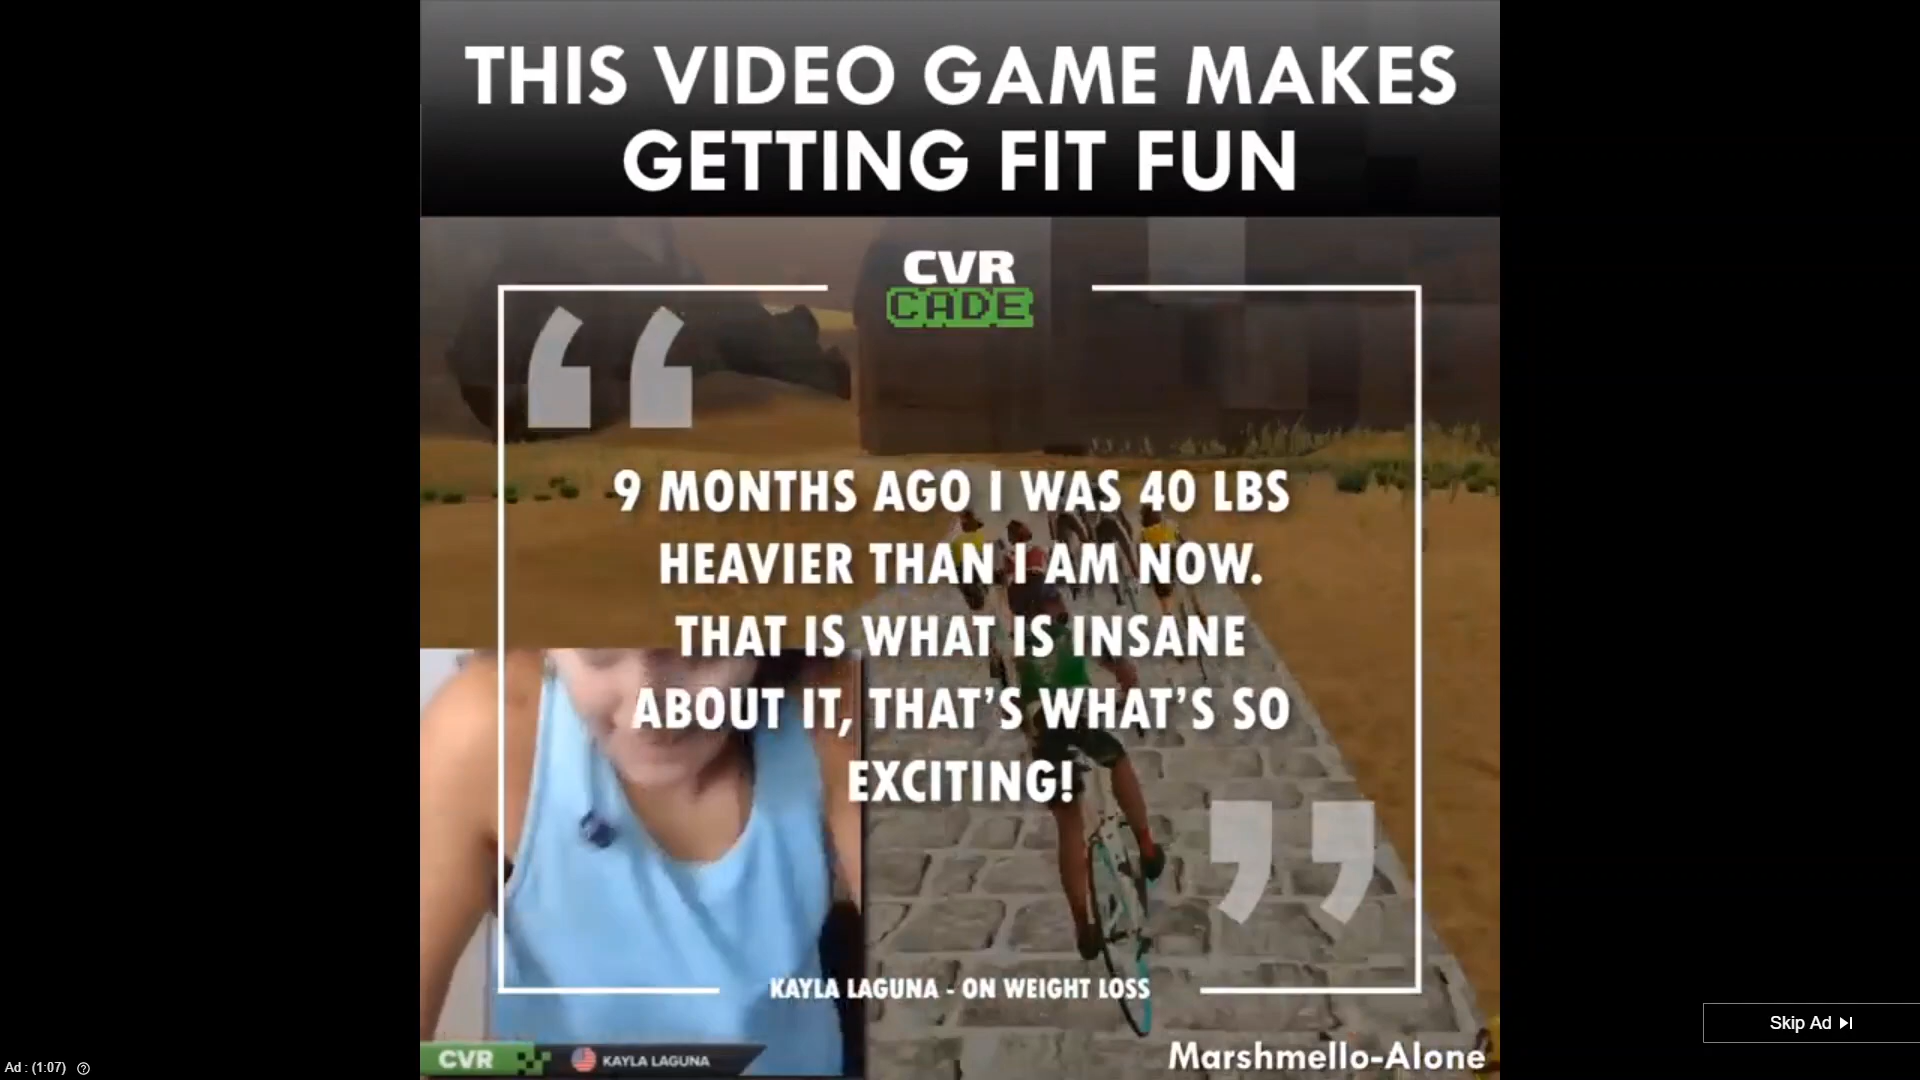 THIS VIDEO GAME MAKES
GETTING FIT FUN
CVR
CADE
“
9 MONTHS AGO I WAS 40 LBS
HEAVIER THAN I AM NOW.
THAT IS WHAT IS INSANE
ABOUT IT, THAT’S WHAT’S SO
EXCITING!
”
KAYLA LAGUNA - ON WEIGHT LOSS
CVR
KAYLA LAGUNA
Marshmello-Alone
Skip Ad
Ad : (1:07) ?